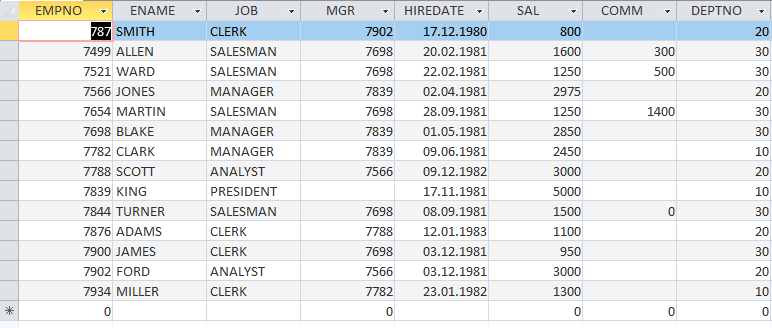 EMPNO ENAME JOB MGR HIREDATE SAL COMM DEPTNO
787 SMITH CLERK 7902 17.12.1980 800 20
7499 ALLEN SALESMAN 7698 20.02.1981 1600 300 30
7521 WARD SALESMAN 7698 22.02.1981 1250 500 30
7566 JONES MANAGER 7839 02.04.1981 2975 20
7654 MARTIN SALESMAN 7698 28.09.1981 1250 1400 30
7698 BLAKE MANAGER 7839 01.05.1981 2850 30
7782 CLARK MANAGER 7839 09.06.1981 2450 10
7788 SCOTT ANALYST 7566 09.12.1982 3000 20
7839 KING PRESIDENT 17.11.1981 5000 10
7844 TURNER SALESMAN 7698 08.09.1981 1500 0 30
7876 ADAMS CLERK 7788 12.01.1983 1100 20
7900 JAMES CLERK 7698 03.12.1981 950 30
7902 FORD ANALYST 7566 03.12.1981 3000 20
7934 MILLER CLERK 7782 23.01.1982 1300 10
0 0 0 0 0